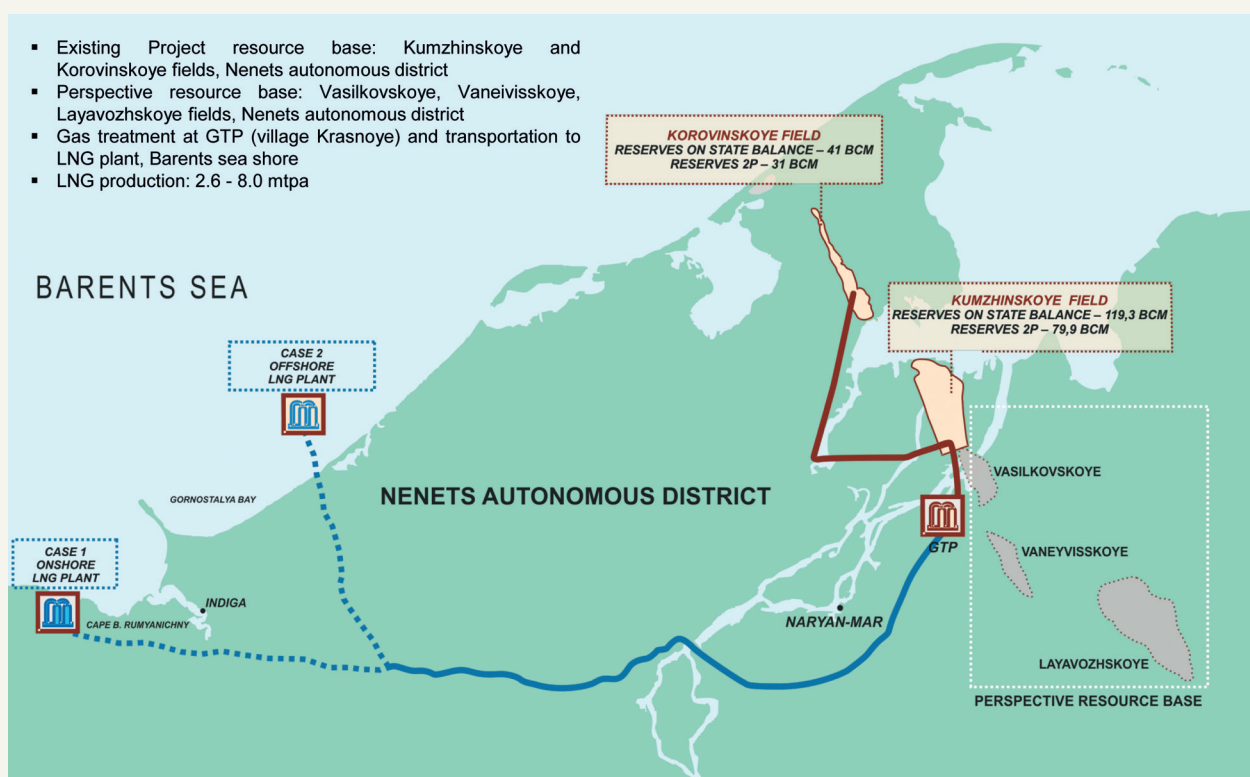 ▪ Existing Project resource base: Kumzhinskoye and
Korovinskoye fields, Nenets autonomous district
▪ Perspective resource base: Vasilkovskoye, Vaneivisskoye,
Layavozhskoye fields, Nenets autonomous district
▪ Gas treatment at GTP (village Krasnoye) and transportation to
LNG plant, Barents sea shore
▪ LNG production: 2.6 - 8.0 mtpa
KOROVINSKOYE FIELD
RESERVES ON STATE BALANCE – 41 BCM
RESERVES 2P – 31 BCM
BARENTS SEA
KUMZHINSKOYE FIELD
RESERVES ON STATE BALANCE – 119,3 BCM
RESERVES 2P – 79,9 BCM
CASE 2
OFFSHORE
LNG PLANT
VASILKOVSKOYE
NENETS AUTONOMOUS DISTRICT
GORNOSTALYA BAY
GTP
VANEYVISSKOYE
CASE 1
ONSHORE
LNG PLANT
INDIGA
CAPE B. RUMYANICHNY
NARYAN-MAR
LAYAVOZHSKOYE
PERSPECTIVE RESOURCE BASE